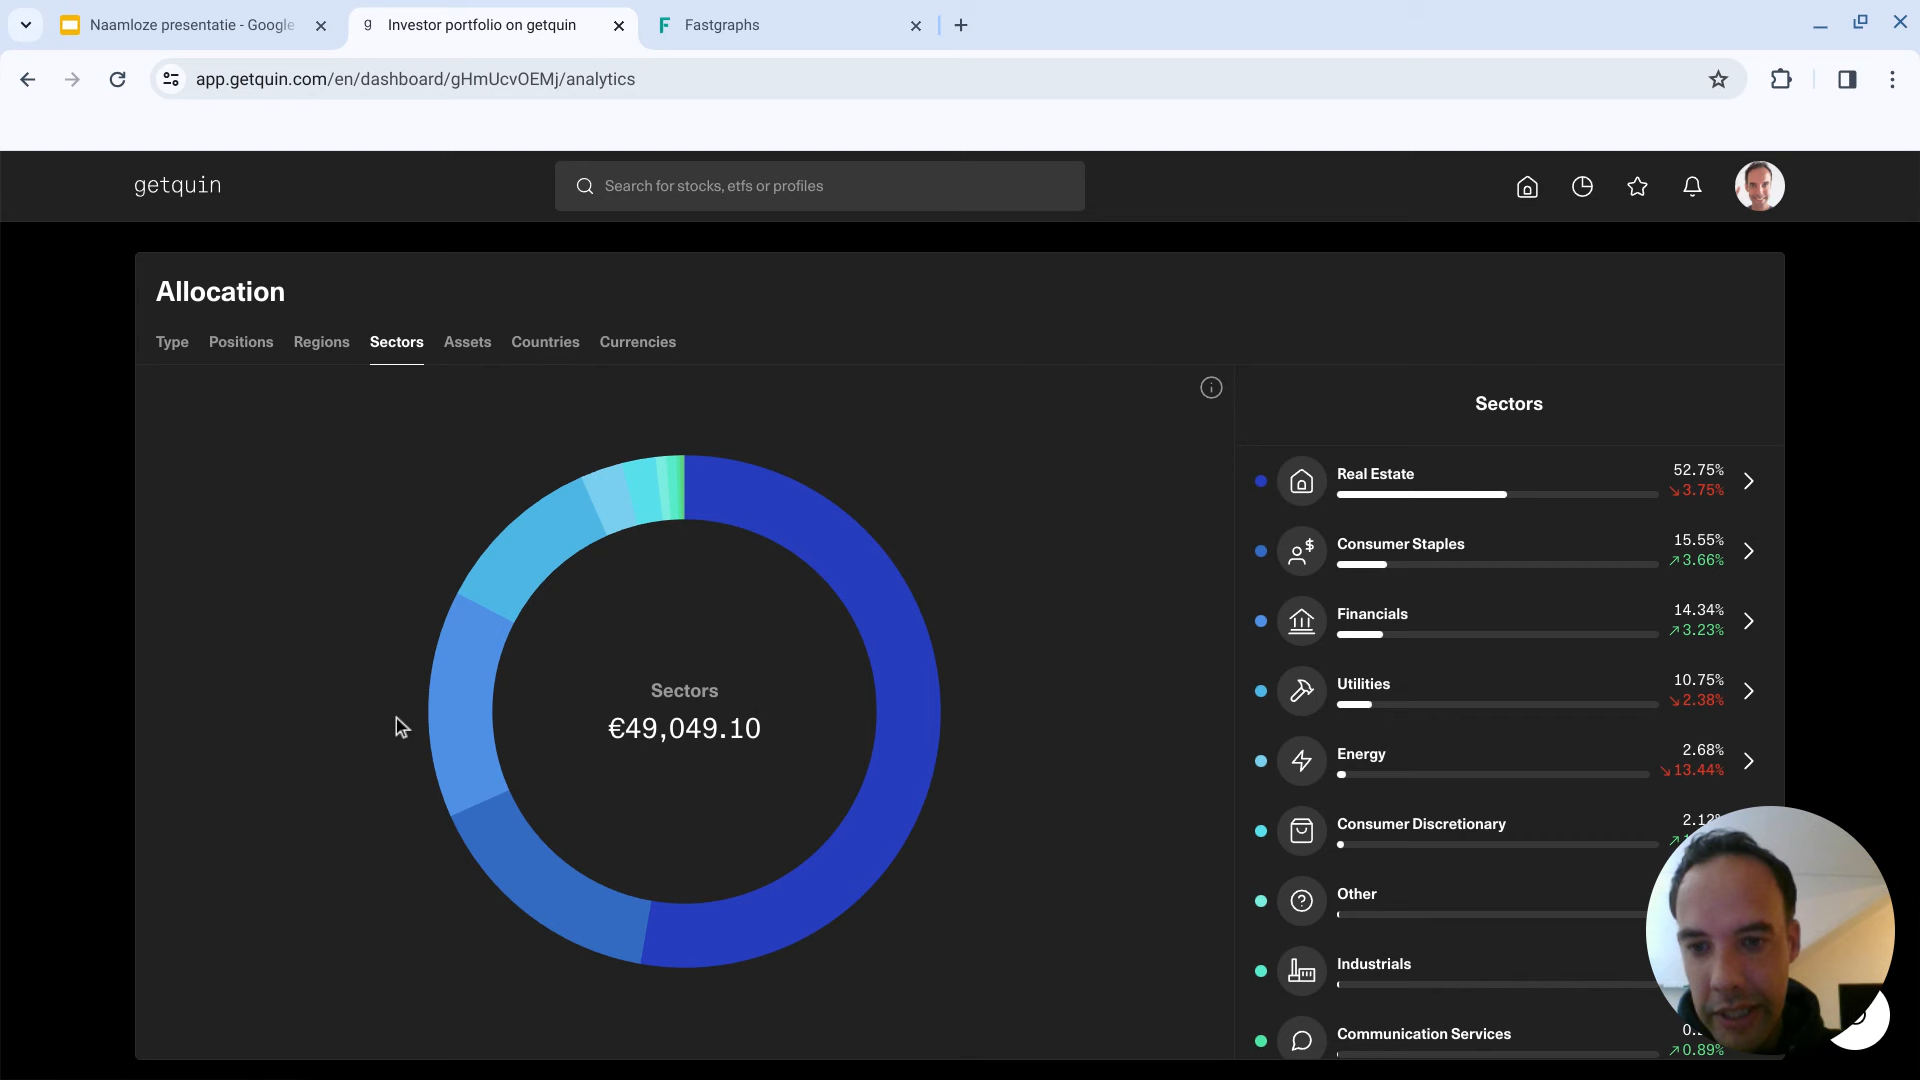 Naamloze presentatie - Google
g Investor portfolio on getquin
F Fastgraphs
app.getquin.com/en/dashboard/gHmUcvOEMj/analytics
getquin
Search for stocks, etfs or profiles
Allocation
Type Positions Regions Sectors Assets Countries Currencies
Sectors
Sectors
€49,049.10
Real Estate 52.75%
3.75%
Consumer Staples 15.55%
3.66%
Financials 14.34%
3.23%
Utilities 10.75%
2.38%
Energy 2.68%
13.44%
Consumer Discretionary
Other
Industrials
Communication Services
0.89%